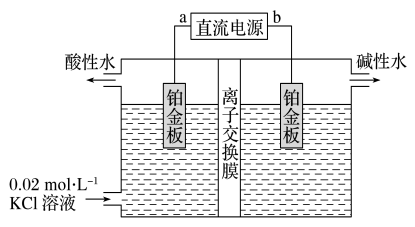 a 直流电源 b
酸性水
碱性水
铂金板
离子交换膜
铂金板
0.02 mol·L⁻¹
KCl 溶液